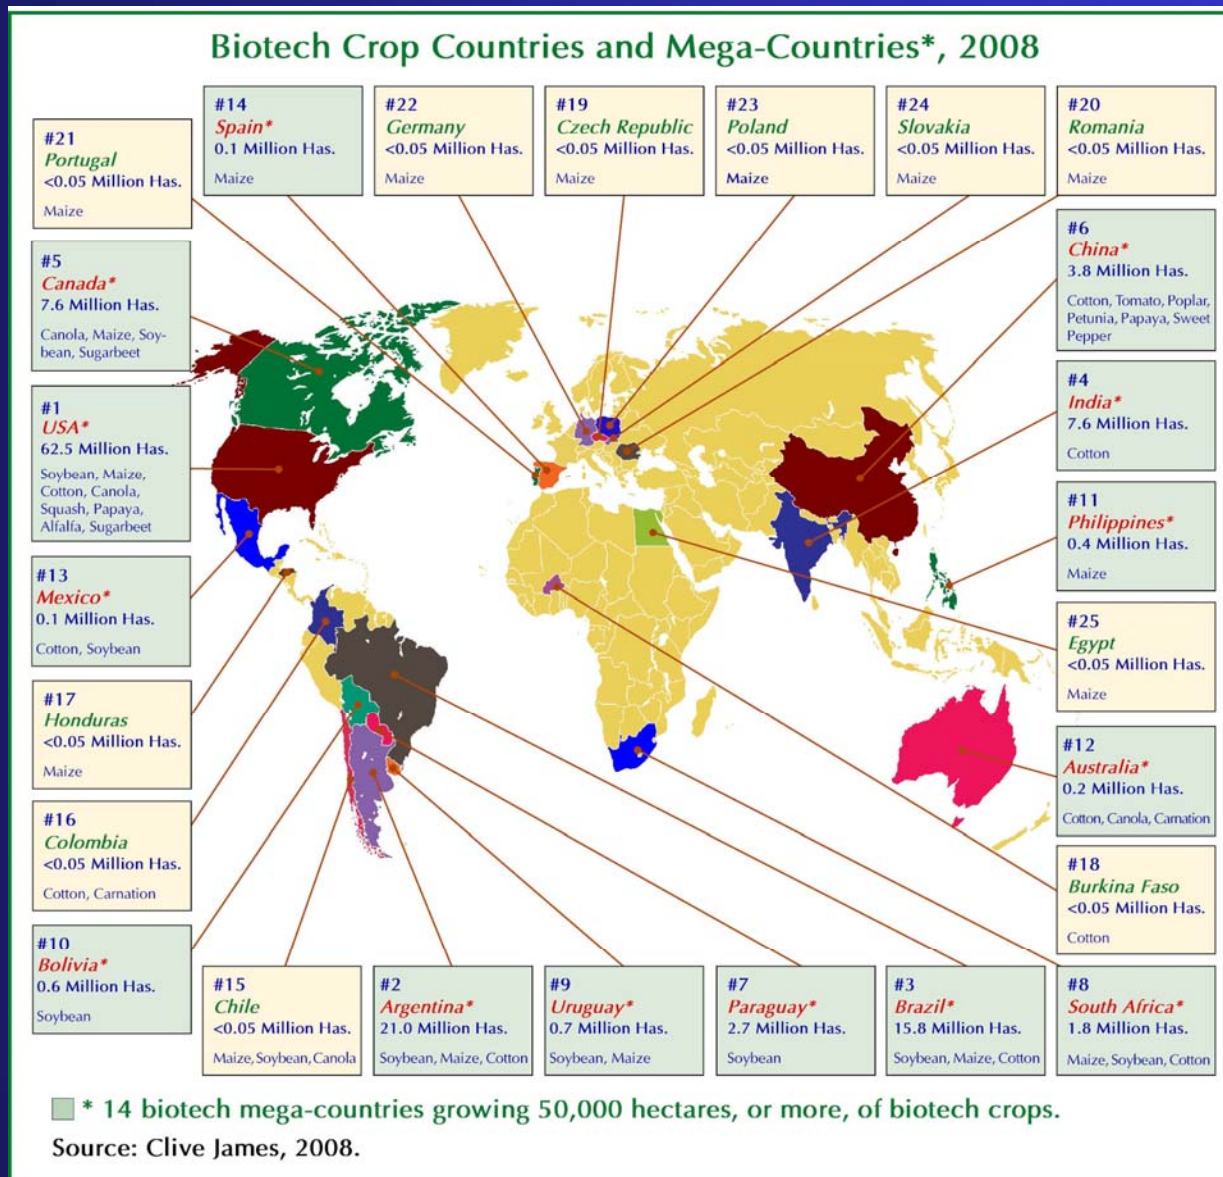 Biotech Crop Countries and Mega-Countries*, 2008
#21
Portugal
<0.05 Million Has.
Maize
#14
Spain*
0.1 Million Has.
Maize
#22
Germany
<0.05 Million Has.
Maize
#19
Czech Republic
<0.05 Million Has.
Maize
#23
Poland
<0.05 Million Has.
Maize
#24
Slovakia
<0.05 Million Has.
Maize
#20
Romania
<0.05 Million Has.
Maize
#5
Canada*
7.6 Million Has.
Canola, Maize, Soy-
bean, Sugarbeet
#1
USA*
62.5 Million Has.
Soybean, Maize,
Cotton, Canola,
Squash, Papaya,
Alfalfa, Sugarbeet
#13
Mexico*
0.1 Million Has.
Cotton, Soybean
#17
Honduras
<0.05 Million Has.
Maize
#16
Colombia
<0.05 Million Has.
Cotton, Carnation
#10
Bolivia*
0.6 Million Has.
Soybean
#6
China*
3.8 Million Has.
Cotton, Tomato, Poplar,
Petunia, Papaya, Sweet
Pepper
#4
India*
7.6 Million Has.
Cotton
#11
Philippines*
0.4 Million Has.
Maize
#25
Egypt
<0.05 Million Has.
Maize
#12
Australia*
0.2 Million Has.
Cotton, Canola, Carnation
#18
Burkina Faso
<0.05 Million Has.
Cotton
#15
Chile
<0.05 Million Has.
Maize, Soybean, Canola
#2
Argentina*
21.0 Million Has.
Soybean, Maize, Cotton
#9
Uruguay*
0.7 Million Has.
Soybean, Maize
#7
Paraguay*
2.7 Million Has.
Soybean
#3
Brazil*
15.8 Million Has.
Soybean, Maize, Cotton
#8
South Africa*
1.8 Million Has.
Maize, Soybean, Cotton
* 14 biotech mega-countries growing 50,000 hectares, or more, of biotech crops.
Source: Clive James, 2008.